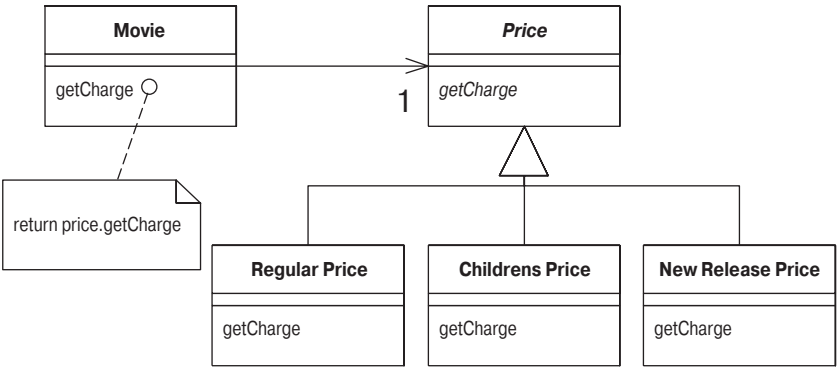 Movie
Price
getCharge
getCharge
1
return price.getCharge
Regular Price
Childrens Price
New Release Price
getCharge
getCharge
getCharge